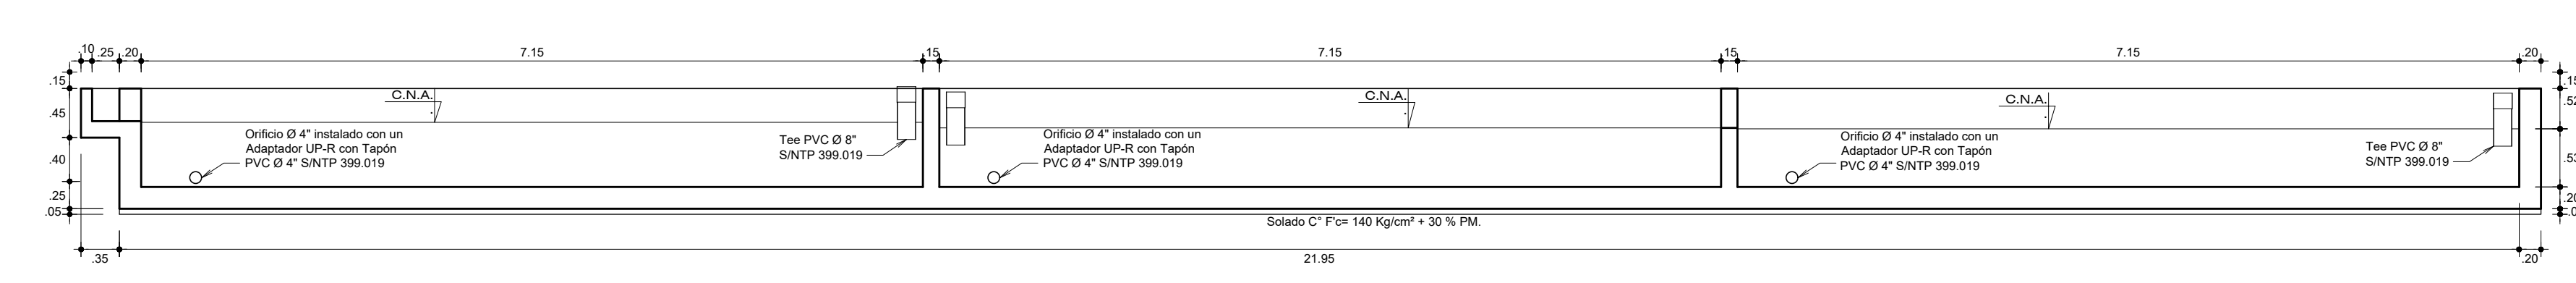 .10 .25 .20 7.15 .15 7.15 .15 7.15 .20
.15
.45
.40
.25
.05
C.N.A.
Orificio Ø 4" instalado con un
Adaptador UP-R con Tapón
PVC Ø 4" S/NTP 399.019
Tee PVC Ø 8"
S/NTP 399.019
C.N.A.
Orificio Ø 4" instalado con un
Adaptador UP-R con Tapón
PVC Ø 4" S/NTP 399.019
C.N.A.
Orificio Ø 4" instalado con un
Adaptador UP-R con Tapón
PVC Ø 4" S/NTP 399.019
Tee PVC Ø 8"
S/NTP 399.019
.15
.52
.53
.20
Solado C° F'c= 140 Kg/cm² + 30 % PM.
.35 21.95 .20